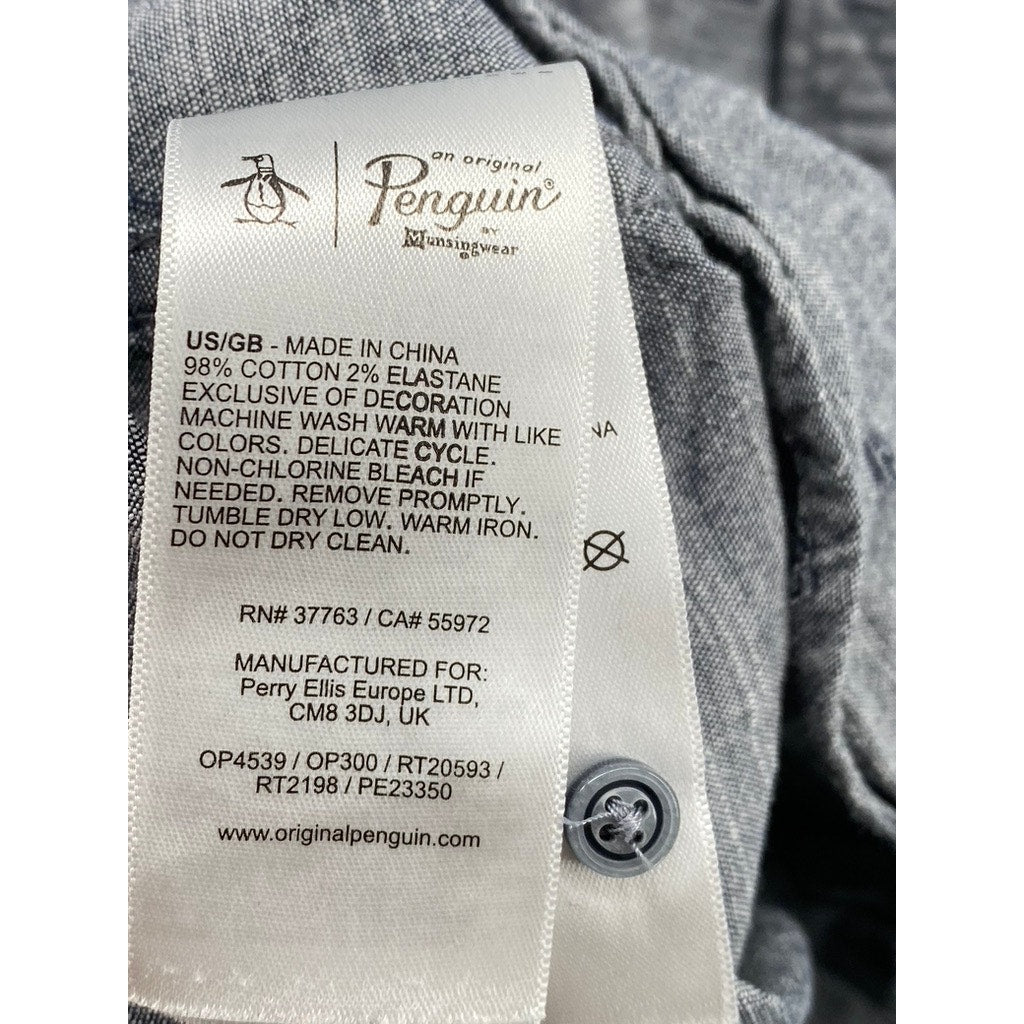 an original
Penguin®
BY
Munsingwear
®
US/GB - MADE IN CHINA
98% COTTON 2% ELASTANE
EXCLUSIVE OF DECORATION
MACHINE WASH WARM WITH LIKE
COLORS. DELICATE CYCLE.
NON-CHLORINE BLEACH IF
NEEDED. REMOVE PROMPTLY.
TUMBLE DRY LOW. WARM IRON.
DO NOT DRY CLEAN.
RN# 37763 / CA# 55972
MANUFACTURED FOR:
Perry Ellis Europe LTD,
CM8 3DJ, UK
OP4539 / OP300 / RT20593 /
RT2198 / PE23350
www.originalpenguin.com